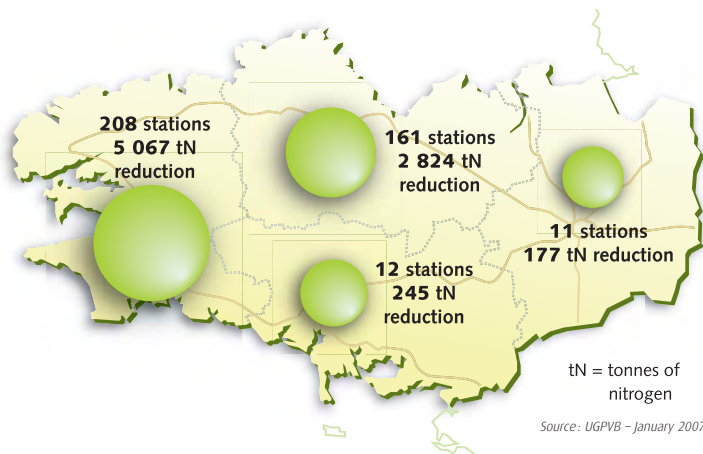 208 stations
5 067 tN
reduction
161 stations
2 824 tN
reduction
11 stations
177 tN reduction
12 stations
245 tN
reduction
tN = tonnes of
nitrogen
Source: UGPVB – January 2007